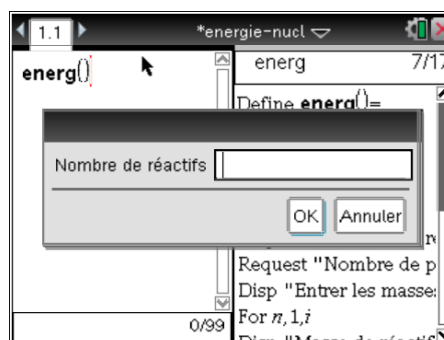 1.1 *energie-nucl
energ()
energ 7/17
Define energ()=
Nombre de réactifs
OK Annuler
Request "Nombre de p
Disp "Entrer les masse
For n,1,i
0/99